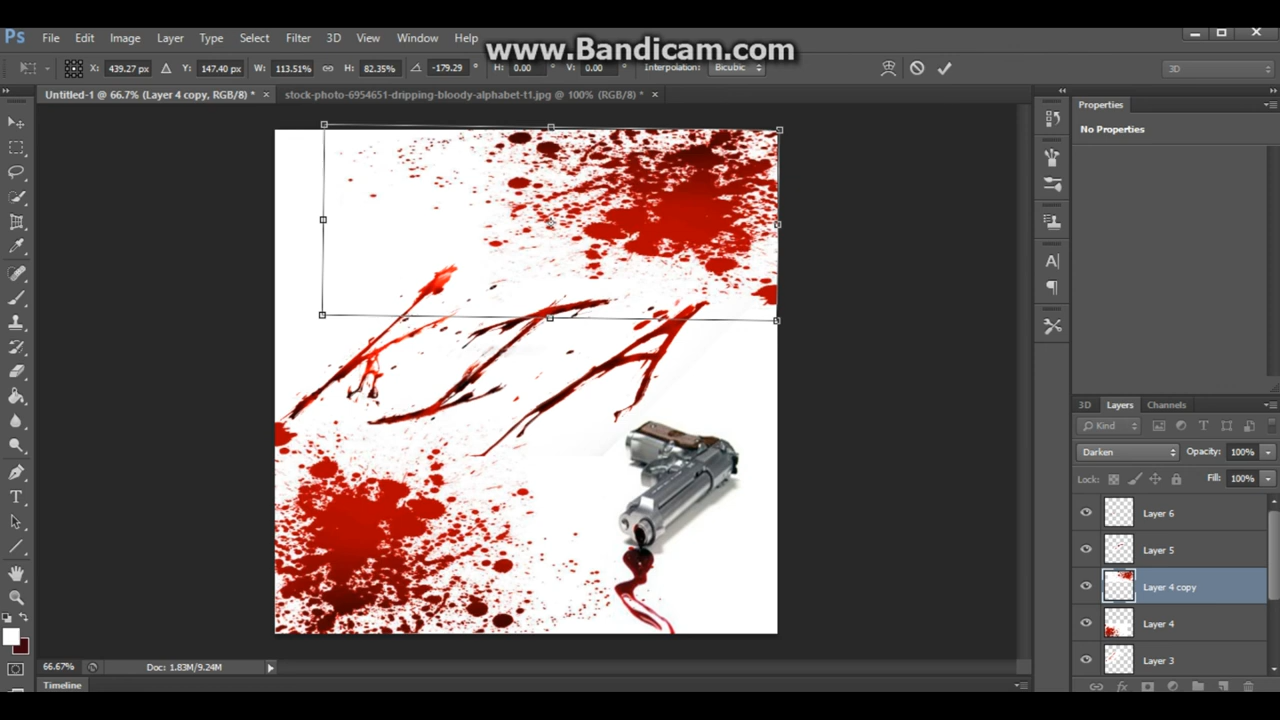 www.Bandicam.com
Ps File Edit Image Layer Type Select Filter 3D View Window Help
X: 439.27 px Y: 147.40 px W: 113.51% H: 82.35% -179.29 ° H: 0.00 ° V: 0.00 ° Interpolation: Bicubic 3D
Untitled-1 @ 66.7% (Layer 4 copy, RGB/8) * × stock-photo-6954651-dripping-bloody-alphabet-t1.jpg @ 100% (RGB/8) * ×
Properties
No Properties
KIA
3D Layers Channels
Kind
Darken Opacity: 100%
Lock: Fill: 100%
Layer 6
Layer 5
Layer 4 copy
Layer 4
Layer 3
66.67% Doc: 1.83M/9.24M
Timeline